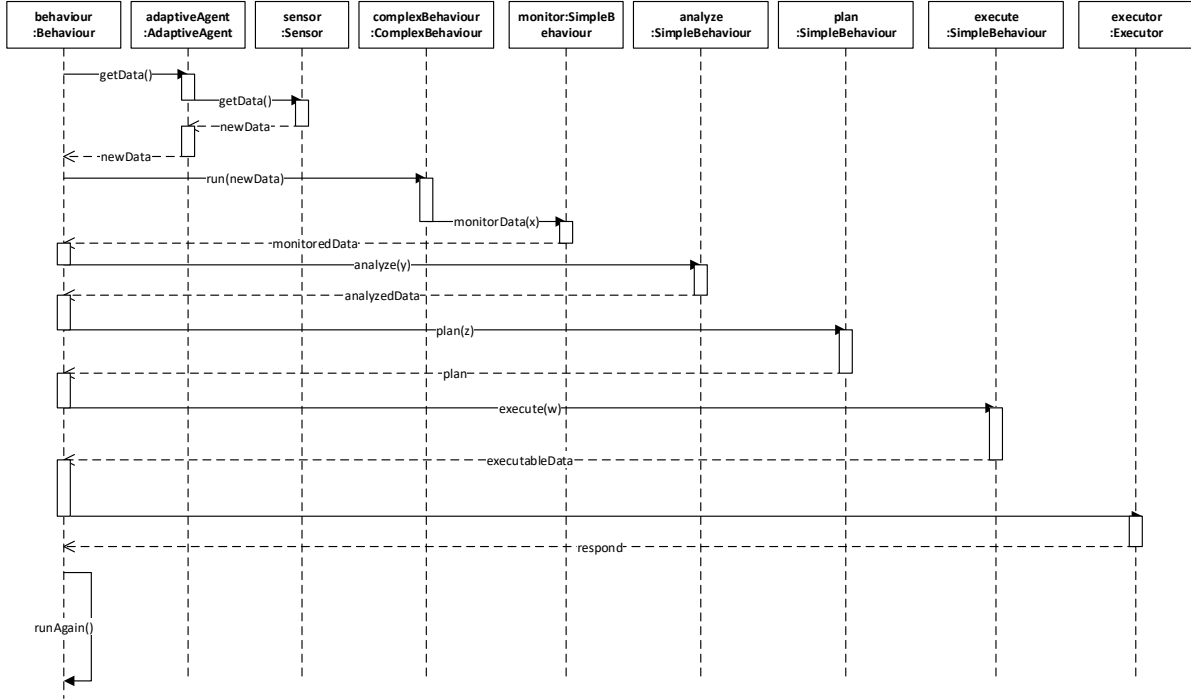 behaviour
:Behaviour
adaptiveAgent
:AdaptiveAgent
sensor
:Sensor
complexBehaviour
:ComplexBehaviour
monitor:SimpleB
ehaviour
analyze
:SimpleBehaviour
plan
:SimpleBehaviour
execute
:SimpleBehaviour
executor
:Executor
getData()
getData()
newData
newData
run(newData)
monitorData(x)
monitoredData
analyze(y)
analyzedData
plan(z)
plan
execute(w)
executableData
respond
runAgain()